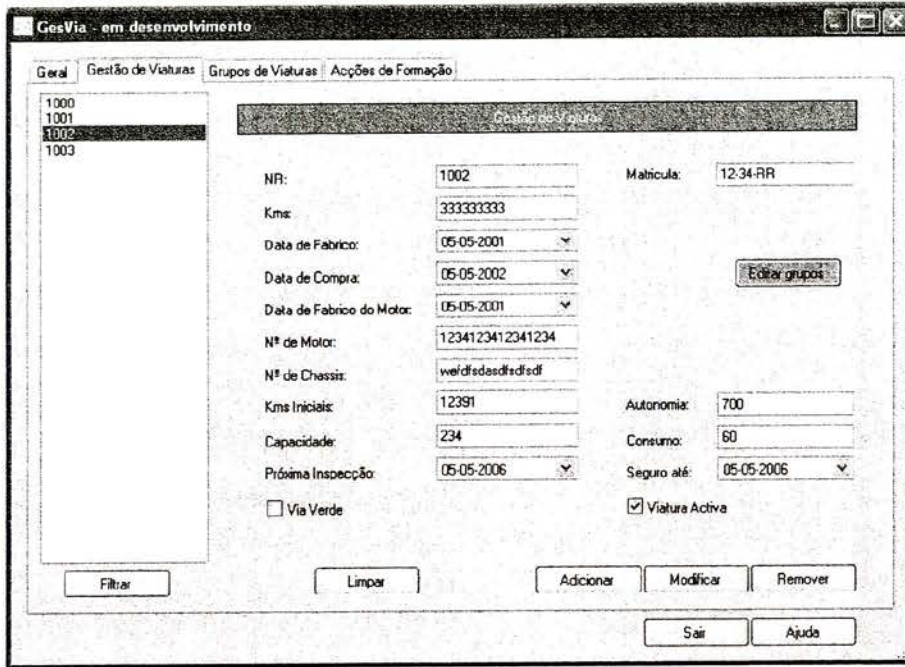 GesVia - em desenvolvimento
Geral Gestão de Viaturas Grupos de Viaturas Acções de Formação
1000
1001
1002
1003
Gestão de Viaturas
NR: 1002 Matricula: 12-34-RR
Kms: 333333333
Data de Fabrico: 05-05-2001
Data de Compra: 05-05-2002 Editar grupos
Data de Fabrico do Motor: 05-05-2001
Nº de Motor: 1234123412341234
Nº de Chassis: wefdfsdasdfsdfsdf
Kms Iniciais: 12391 Autonomia: 700
Capacidade: 234 Consumo: 60
Próxima Inspecção: 05-05-2006 Seguro até: 05-05-2006
Via Verde Viatura Activa
Filtrar Limpar Adicionar Modificar Remover
Sair Ajuda